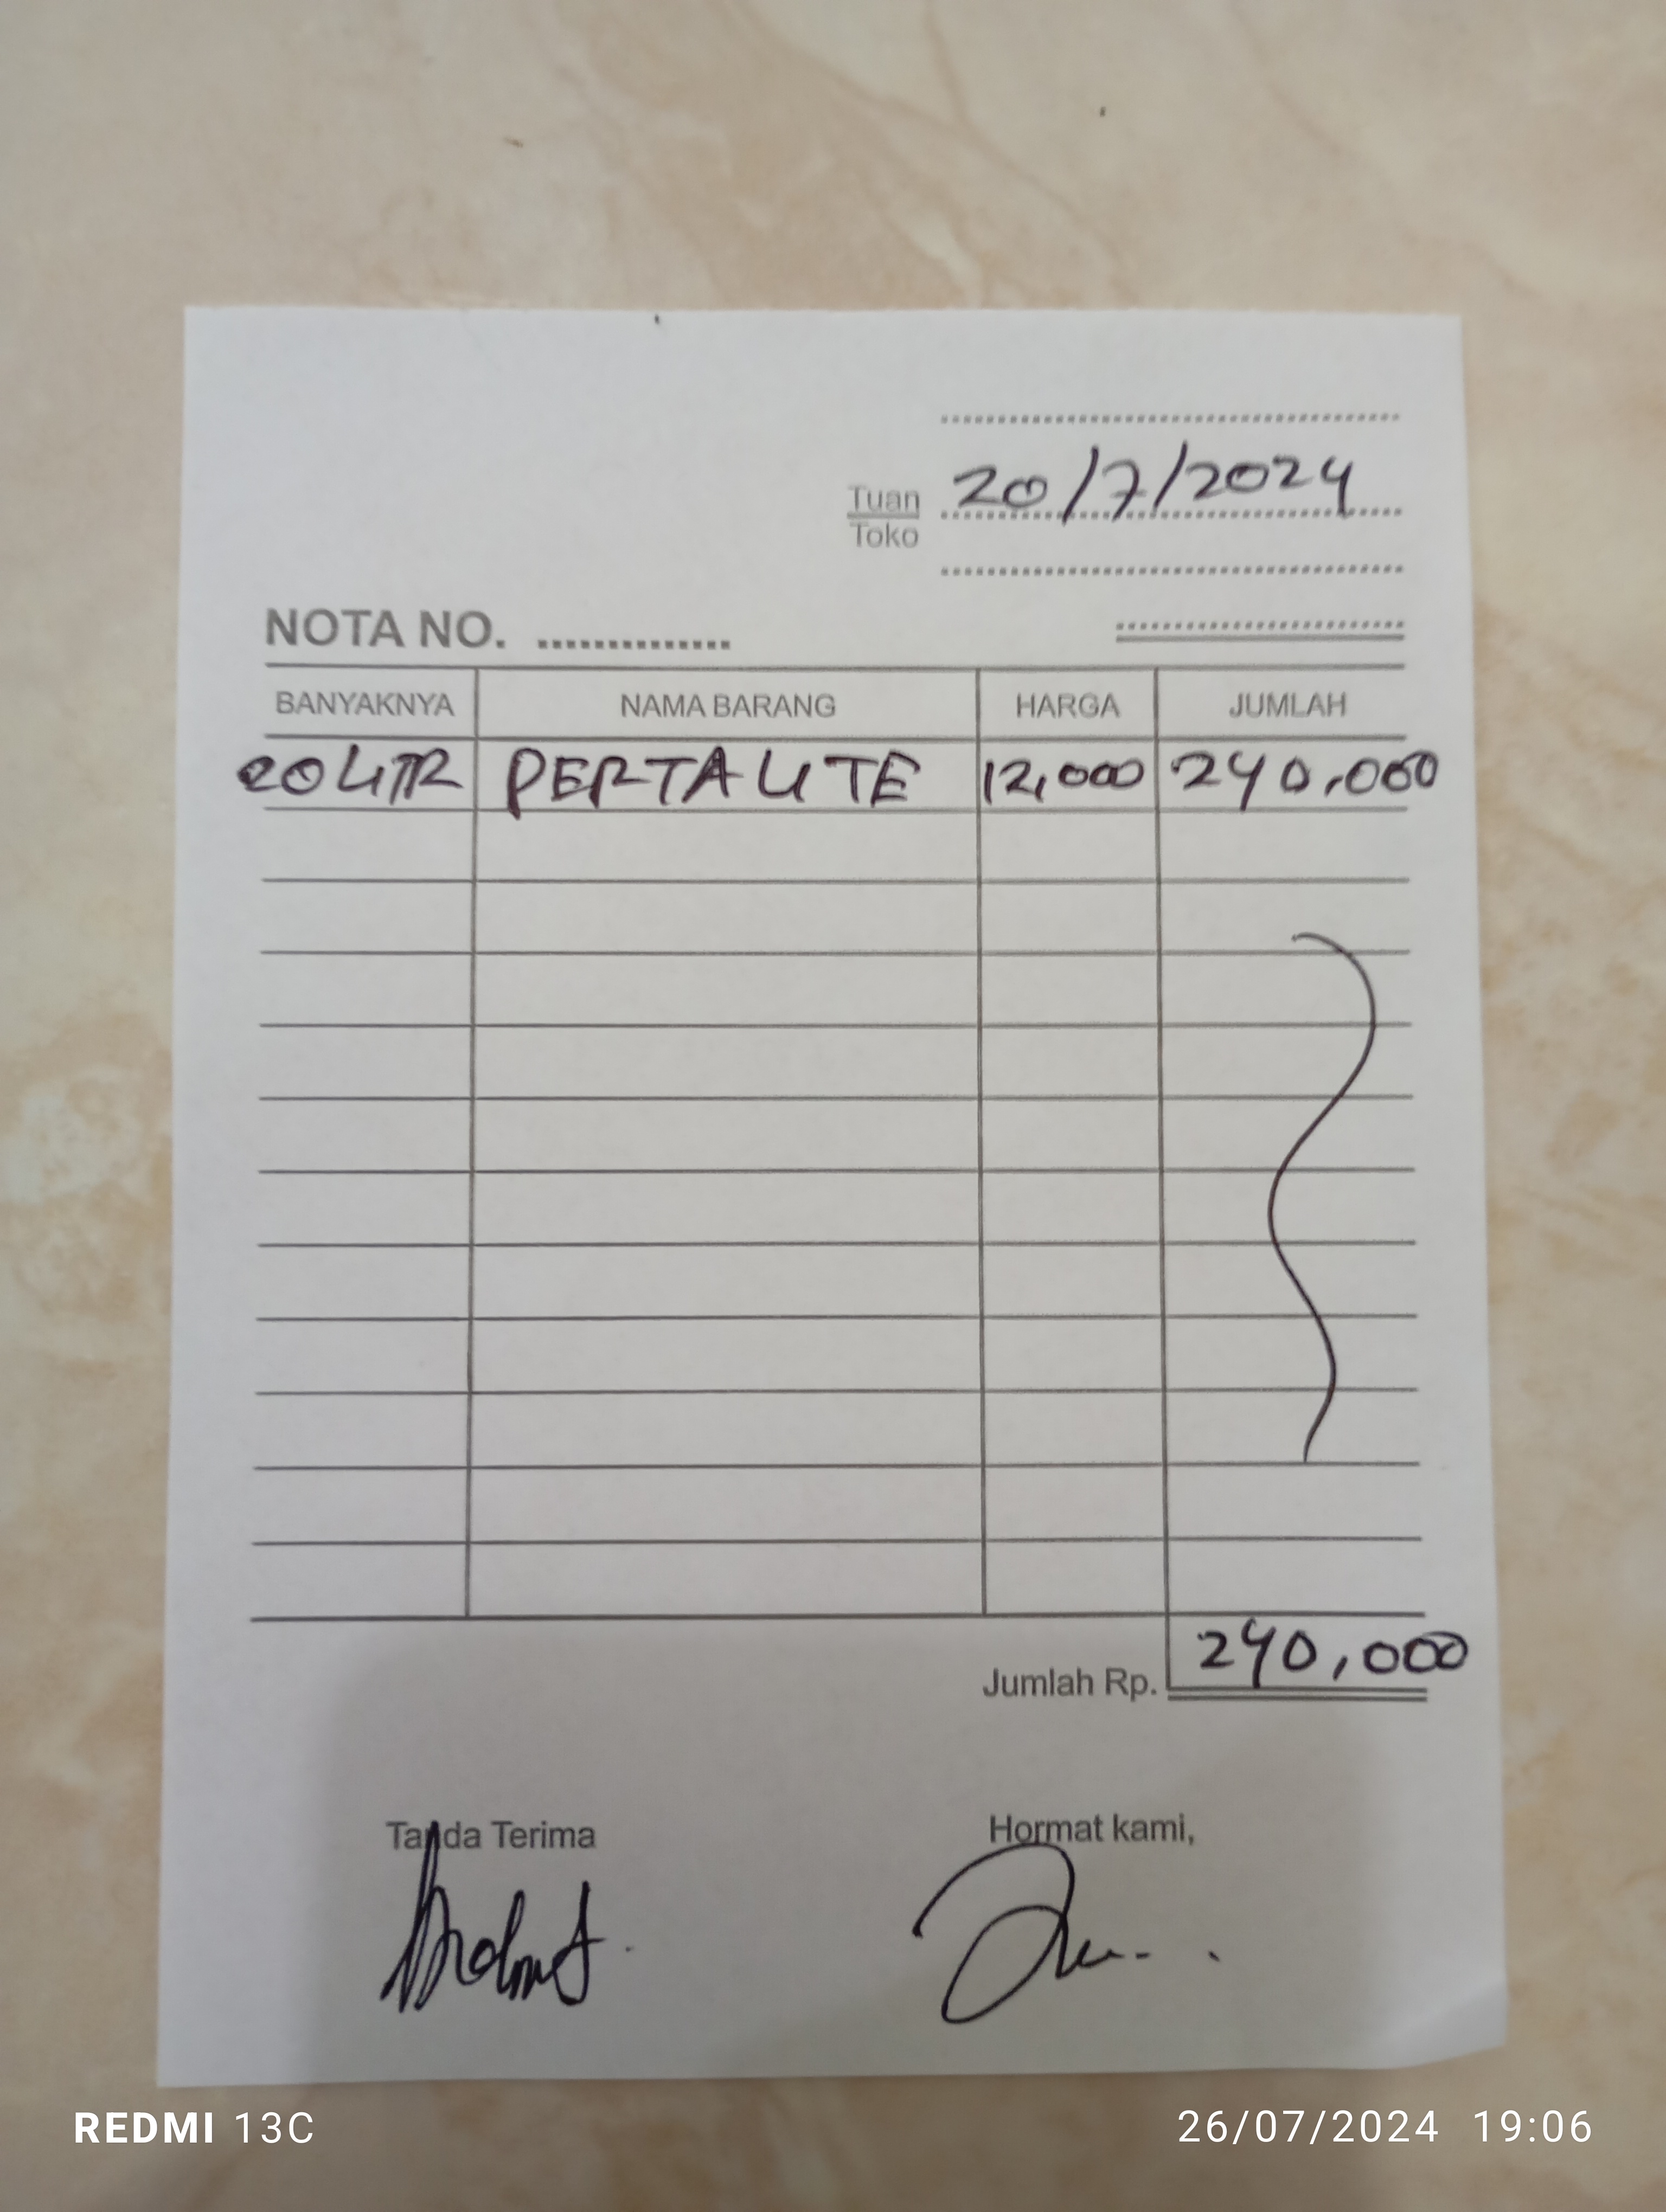 20/7/2024
Tuan
Toko
NOTA NO. ..............
BANYAKNYA NAMA BARANG HARGA JUMLAH
20 LITR PERTALITE 12,000 240,000
Jumlah Rp. 240,000
Tanda Terima Hormat kami,
REDMI 13C 26/07/2024 19:06